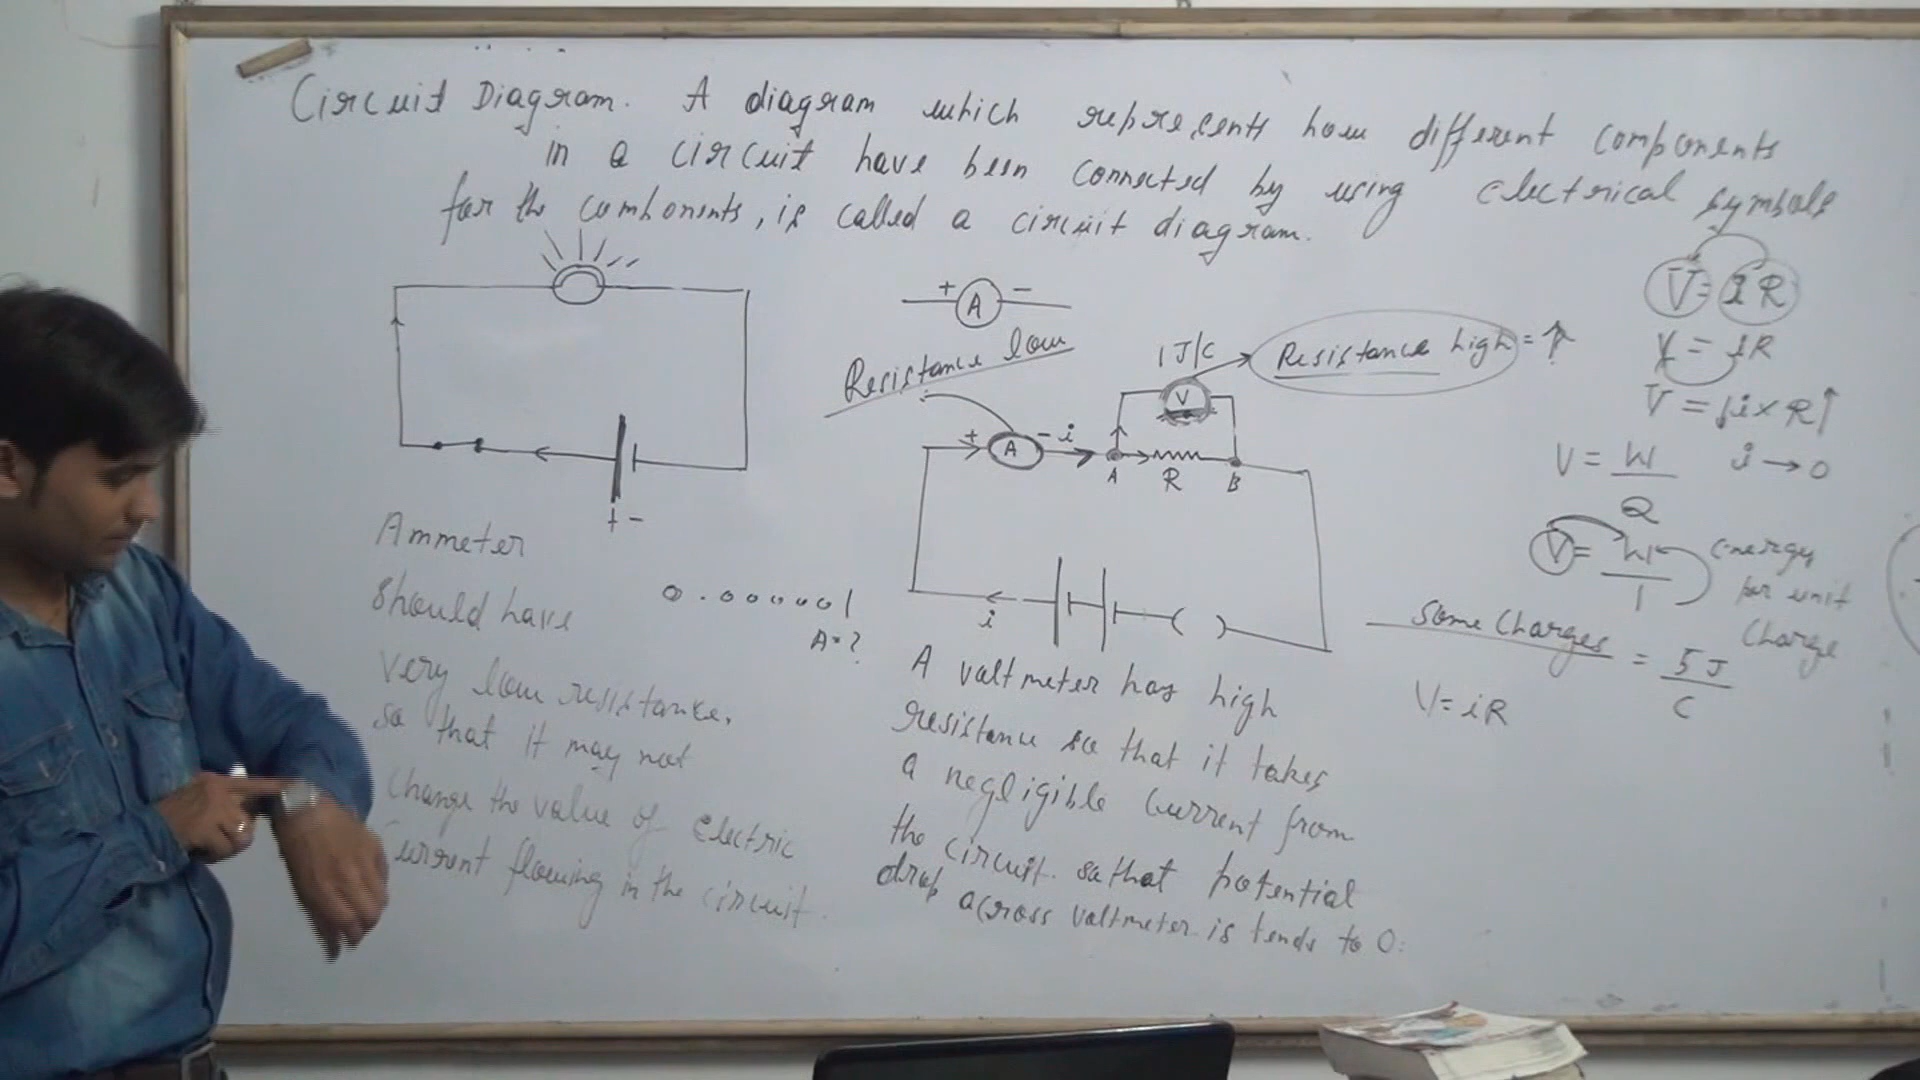 Circuit Diagram. A diagram which represents how different components
in a circuit have been connected by using electrical symbols
for the components, is called a circuit diagram.
+ A -
Resistance low
1 J/C
Resistance high = ↑
V
+ A - i
A R B
i
+ -
V = IR
V = iR
V = ↓i × R↑
V = W/Q i → 0
V = W/1 energy
per unit
charge
Some Charges = 5J/C
V = iR
Ammeter
should have
very low resistance,
so that it may not
change the value of electric
current flowing in the circuit.
0.000001
A = ?
A valtmeter has high
resistance so that it takes
a negligible current from
the circuit. so that potential
drop across valtmeter is tends to 0.